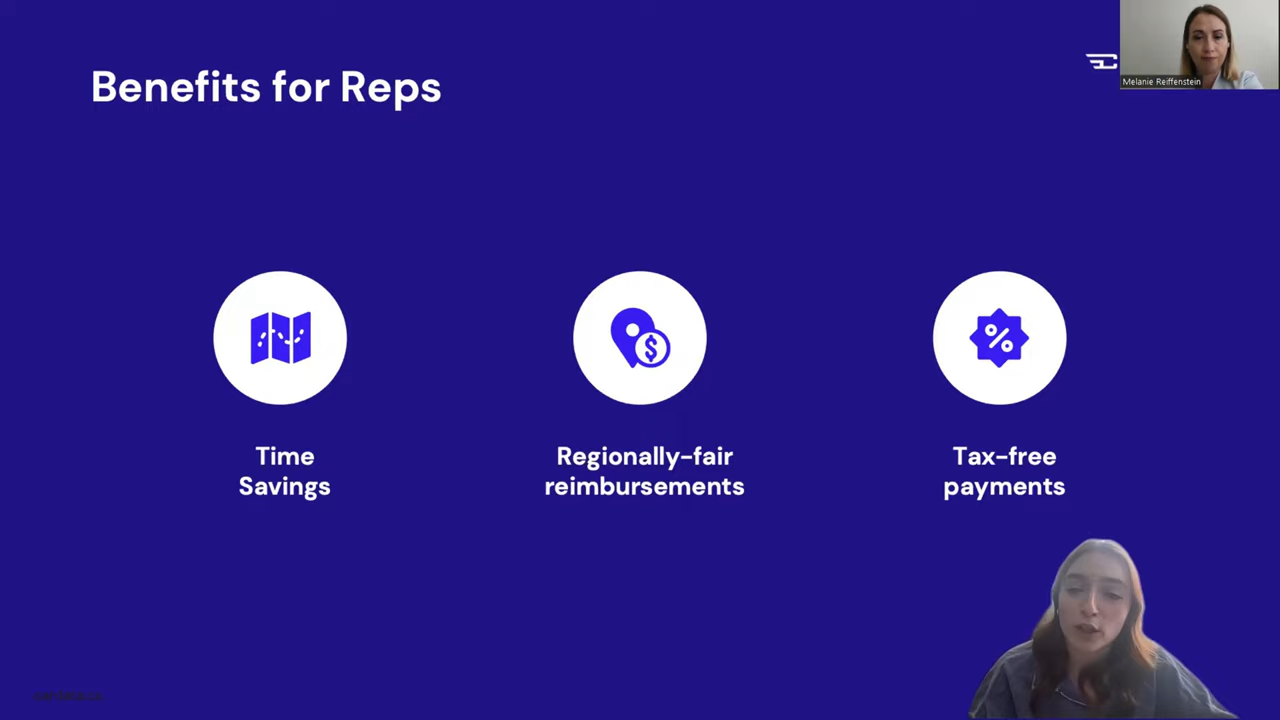 Benefits for Reps
Melanie Reiffenstein
Time
Savings
Regionally-fair
reimbursements
Tax-free
payments